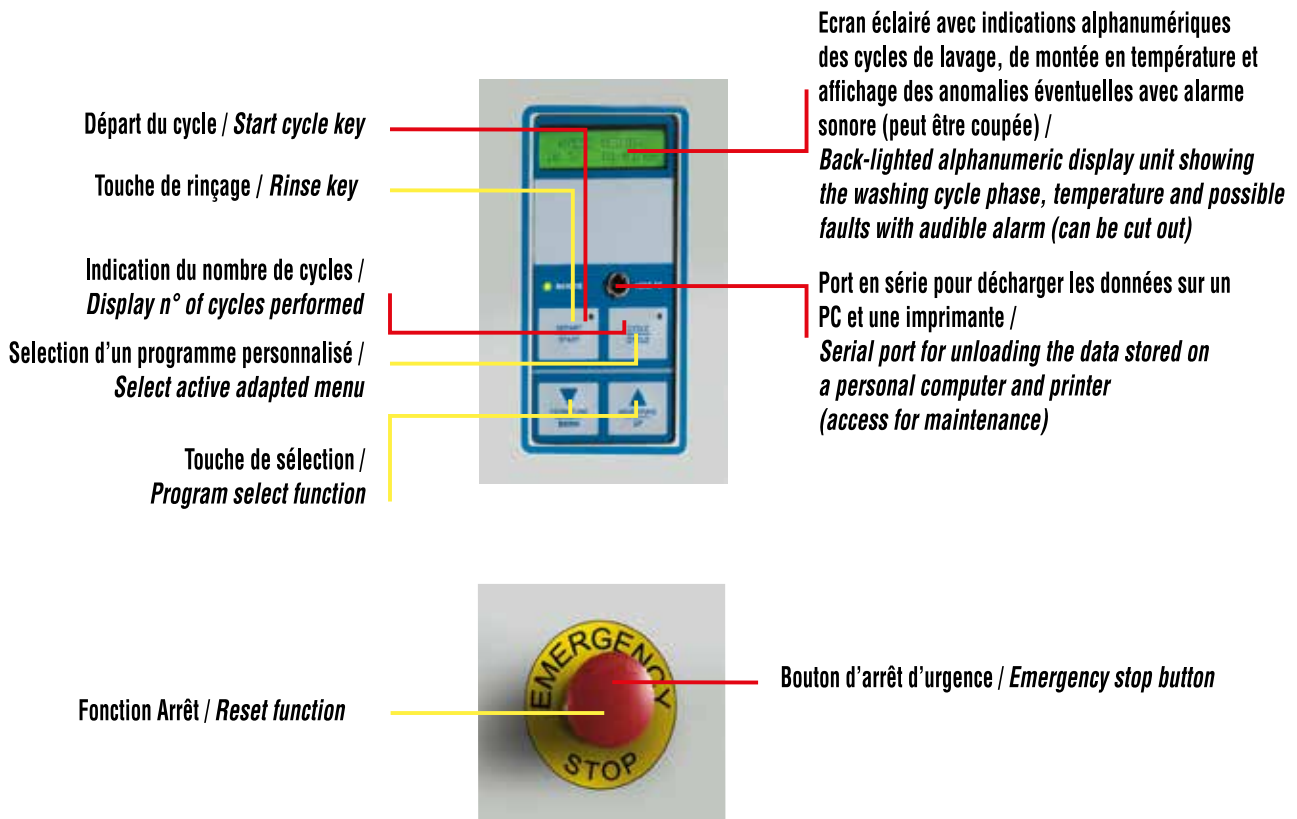 Départ du cycle / Start cycle key
Touche de rinçage / Rinse key
Indication du nombre de cycles /
Display n° of cycles performed
Selection d'un programme personnalisé /
Select active adapted menu
Touche de sélection /
Program select function
Ecran éclairé avec indications alphanumériques
des cycles de lavage, de montée en température et
affichage des anomalies éventuelles avec alarme
sonore (peut être coupée) /
Back-lighted alphanumeric display unit showing
the washing cycle phase, temperature and possible
faults with audible alarm (can be cut out)
Port en série pour décharger les données sur un
PC et une imprimante /
Serial port for unloading the data stored on
a personal computer and printer
(access for maintenance)
START
CYCLE
UP
Fonction Arrêt / Reset function
EMERGENCY
STOP
Bouton d'arrêt d'urgence / Emergency stop button